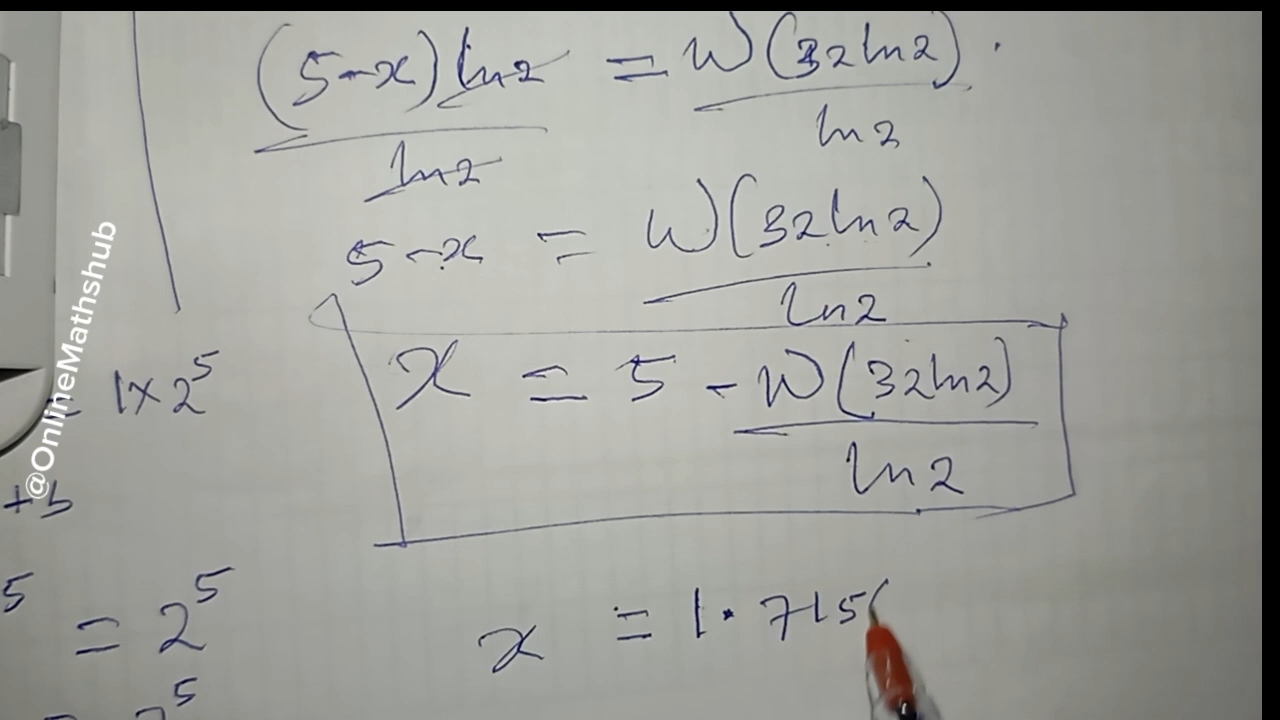 (5-x)ln2 = W(32ln2).
ln2 ln2
5-x = W(32ln2)
ln2
x = 5 - W(32ln2)
ln2
x = 1.715
= 1×2^5
+b
5 = 2^5
@OnlineMathshub